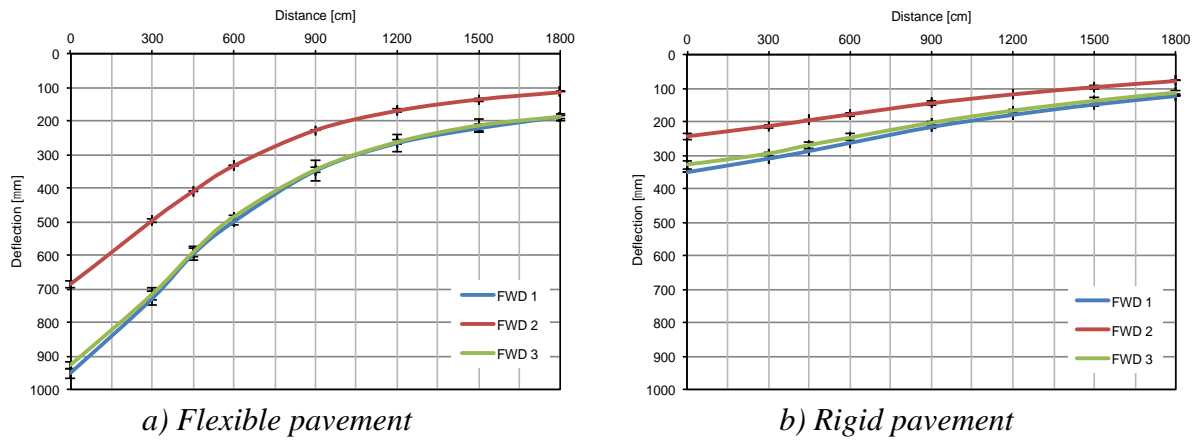 Distance [cm]
0 300 600 900 1200 1500 1800
0
100
200
300
400
500
600
700
800
900
1000
Deflection [mm]
FWD 1
FWD 2
FWD 3
a) Flexible pavement
Distance [cm]
0 300 600 900 1200 1500 1800
0
100
200
300
400
500
600
700
800
900
1000
Deflection [mm]
FWD 1
FWD 2
FWD 3
b) Rigid pavement